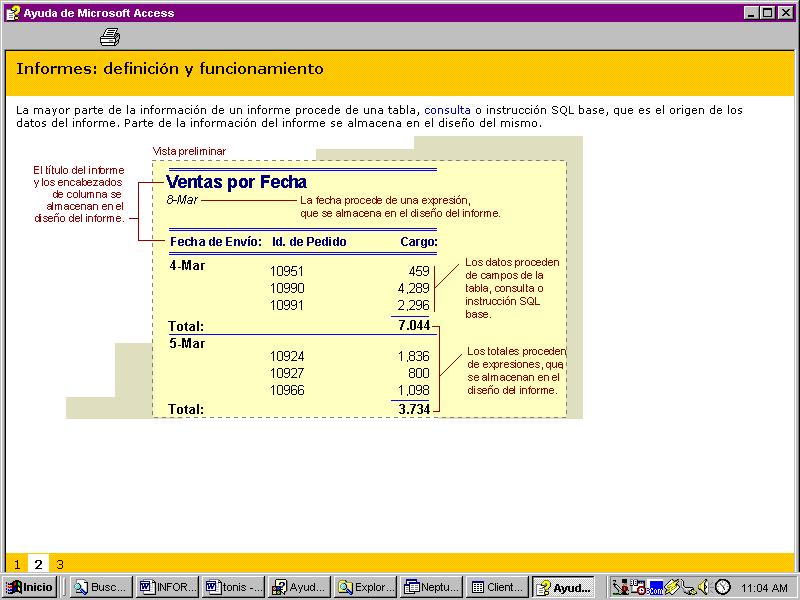 Ayuda de Microsoft Access
Informes: definición y funcionamiento
La mayor parte de la información de un informe procede de una tabla, consulta o instrucción SQL base, que es el origen de los
datos del informe. Parte de la información del informe se almacena en el diseño del mismo.
Vista preliminar
El título del informe
y los encabezados
de columna se
almacenan en el
diseño del informe.
Ventas por Fecha
8-Mar
La fecha procede de una expresión,
que se almacena en el diseño del informe.
Fecha de Envío: Id. de Pedido Cargo:
4-Mar
10951 459
10990 4,289
10991 2,296
Total: 7.044
Los datos proceden
de campos de la
tabla, consulta o
instrucción SQL
base.
5-Mar
10924 1,836
10927 800
10966 1,098
Total: 3.734
Los totales proceden
de expresiones, que
se almacenan en el
diseño del informe.
1 2 3
Inicio Busc... INFOR... tonis -... Ayud... Explor... Neptu... Client... Ayud... 11:04 AM